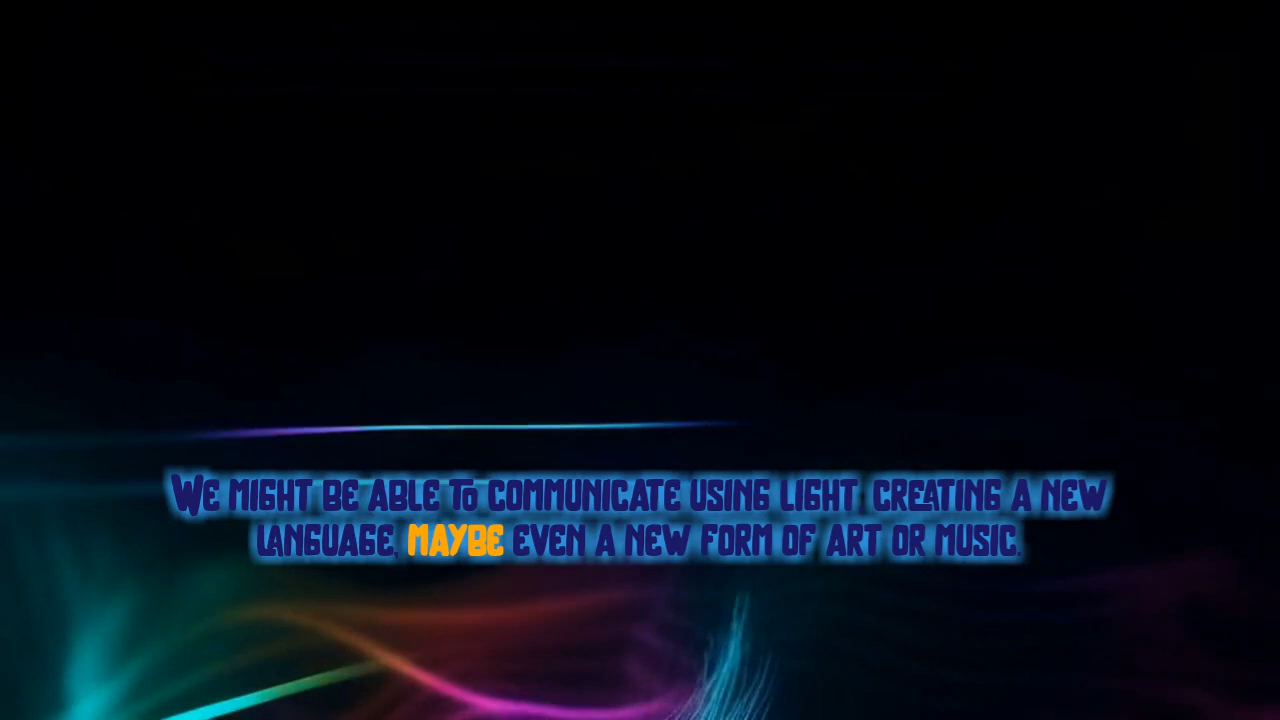 We might be able to communicate using light, creating a new
language, maybe even a new form of art or music.